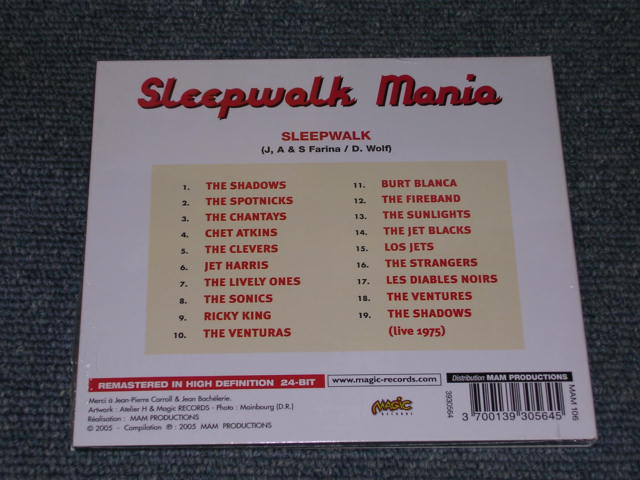 Sleepwalk Mania
SLEEPWALK
(J, A & S Farina / D. Wolf)
1. THE SHADOWS
2. THE SPOTNICKS
3. THE CHANTAYS
4. CHET ATKINS
5. THE CLEVERS
6. JET HARRIS
7. THE LIVELY ONES
8. THE SONICS
9. RICKY KING
10. THE VENTURAS
11. BURT BLANCA
12. THE FIREBAND
13. THE SUNLIGHTS
14. THE JET BLACKS
15. LOS JETS
16. THE STRANGERS
17. LES DIABLES NOIRS
18. THE VENTURES
19. THE SHADOWS
(live 1975)
REMASTERED IN HIGH DEFINITION 24-BIT
www.magic-records.com
Distribution MAM PRODUCTIONS
Merci à Jean-Pierre Carroll & Jean Bachèlerie.
Artwork : Atelier H & Magic RECORDS - Photo : Mainbourg (D.R.)
Réalisation : MAM PRODUCTIONS
© 2005 - Compilation ℗ : 2005 MAM PRODUCTIONS
MAGIC
RECORDS
3930564
3 700139 305645
MAM 106